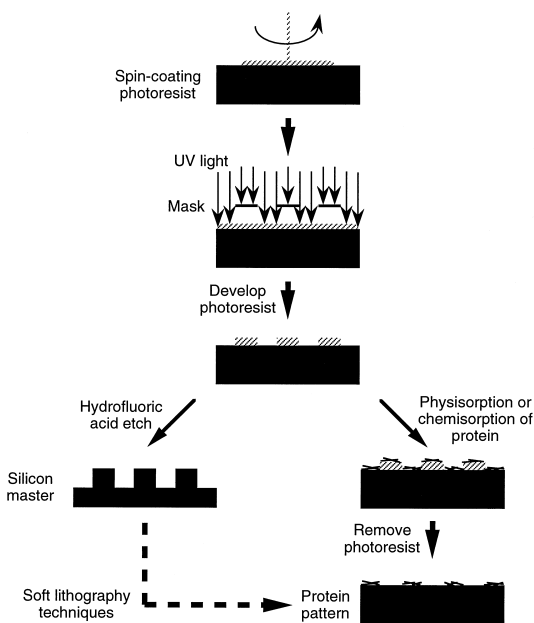 Spin-coating
photoresist
UV light
Mask
Develop
photoresist
Hydrofluoric
acid etch
Physisorption or
chemisorption of
protein
Silicon
master
Remove
photoresist
Soft lithography
techniques
Protein
pattern